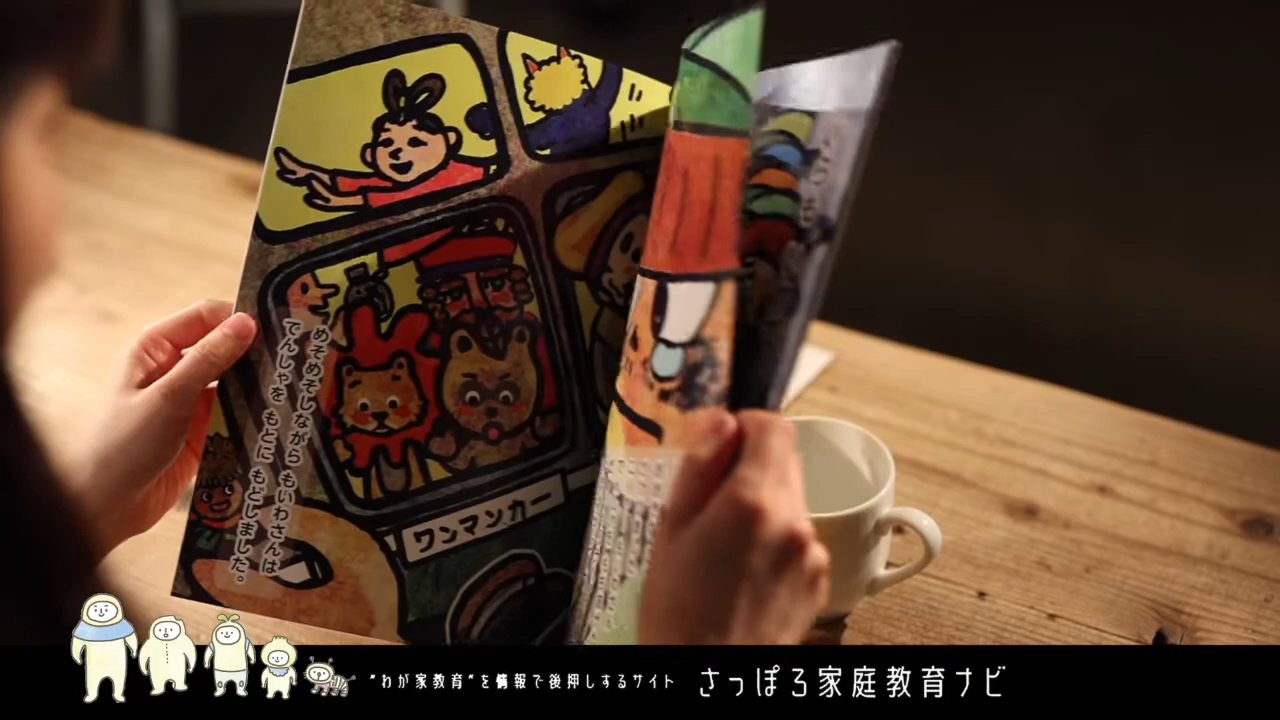 めそめそしながら もいわさんは
でんしゃを もとに もどしました。
ワンマンカー
"わが家教育"を情報で後押しするサイト さっぽろ家庭教育ナビ